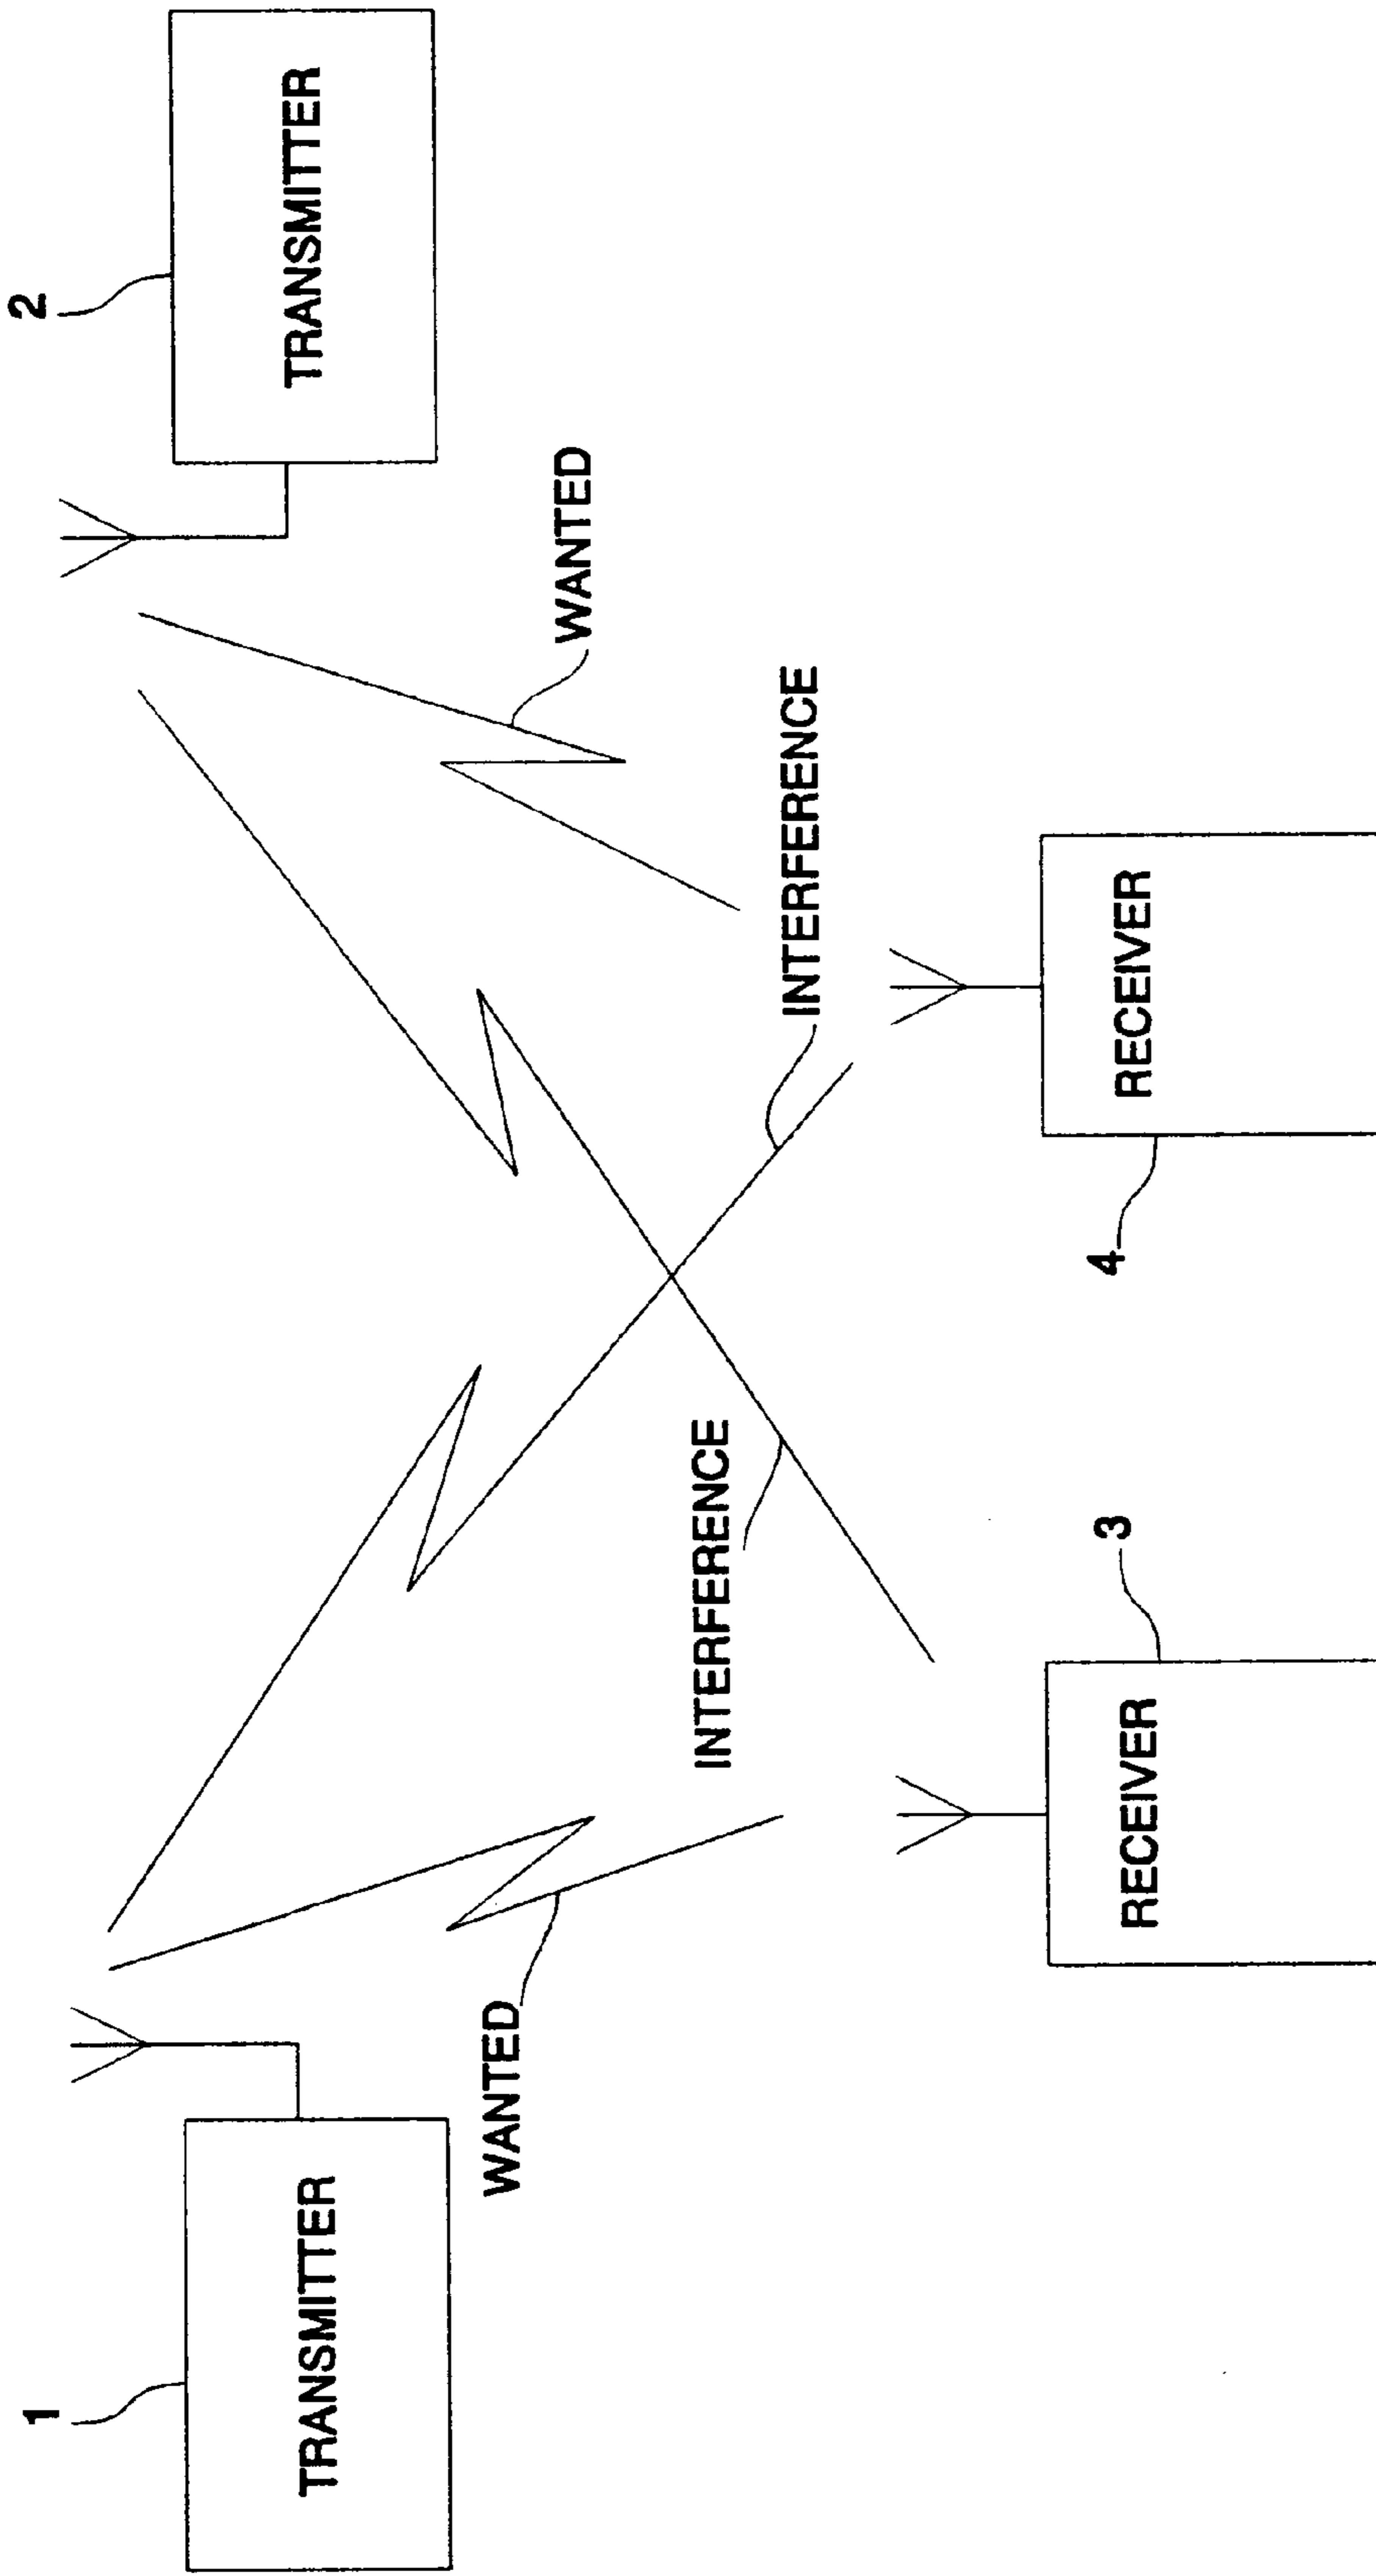 1
TRANSMITTER
2
TRANSMITTER
WANTED
WANTED
INTERFERENCE
INTERFERENCE
RECEIVER
3
4
RECEIVER